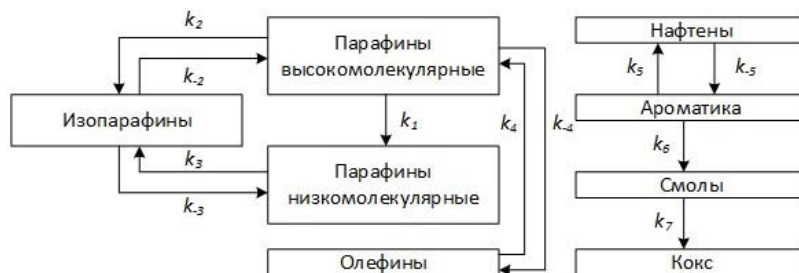 k2
Парафины
высокомолекулярные
Нафтены
k-2
k5
k-5
Изопарафины
k1
k4
k-4
Ароматика
k3
k6
Парафины
низкомолекулярные
Смолы
k-3
k7
Олефины
Кокс